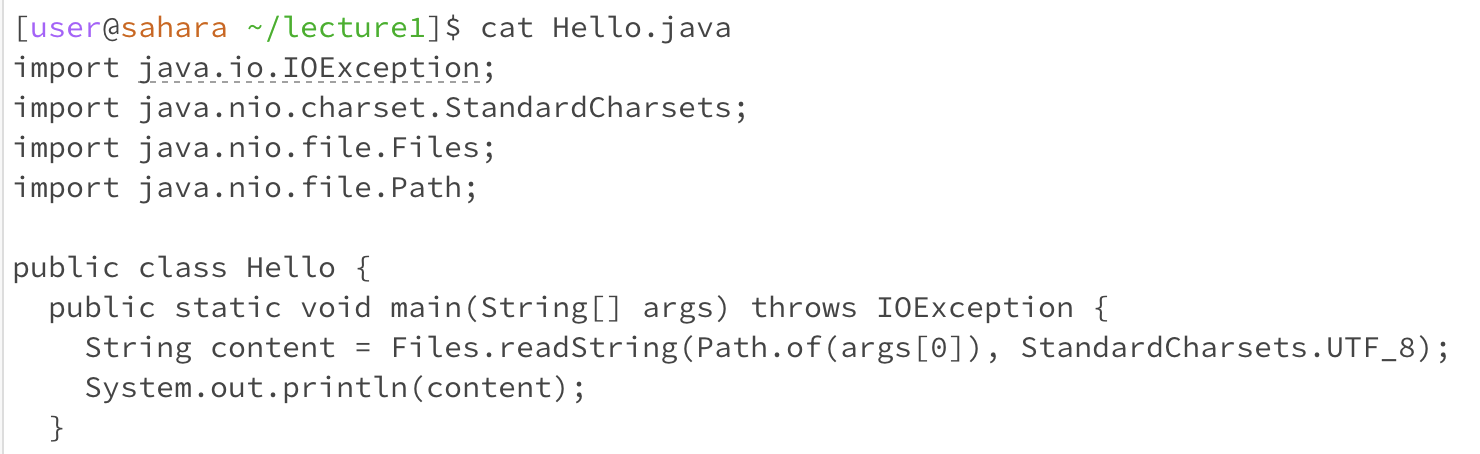 [user@sahara ~/lecture1]$ cat Hello.java
import java.io.IOException;
import java.nio.charset.StandardCharsets;
import java.nio.file.Files;
import java.nio.file.Path;

public class Hello {
  public static void main(String[] args) throws IOException {
    String content = Files.readString(Path.of(args[0]), StandardCharsets.UTF_8);
    System.out.println(content);
  }